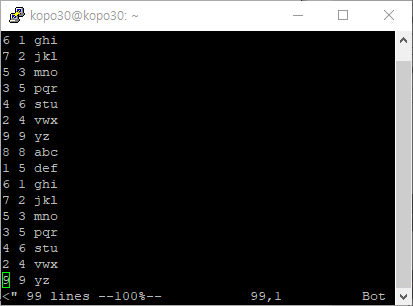 kopo30@kopo30: ~
6 1 ghi
7 2 jkl
5 3 mno
3 5 pqr
4 6 stu
2 4 vwx
9 9 yz
8 8 abc
1 5 def
6 1 ghi
7 2 jkl
5 3 mno
3 5 pqr
4 6 stu
2 4 vwx
9 9 yz
<" 99 lines --100%-- 99,1 Bot